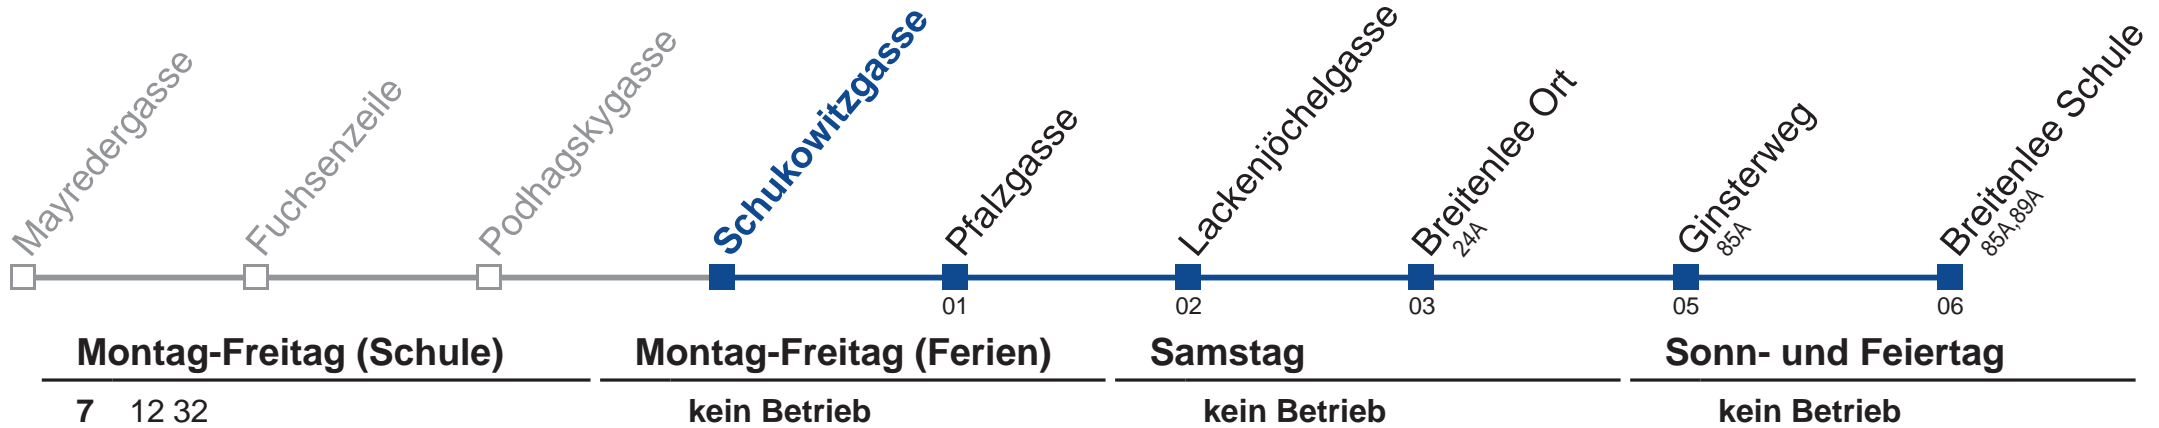 Mayredergasse
Fuchsenzeile
Podhagskygasse
Schukowitzgasse
Pfalzgasse
Lackenjöchelgasse
Breitenlee Ort
24A
Ginsterweg
85A
Breitenlee Schule
85A,89A
01 02 03 05 06
Montag-Freitag (Schule) Montag-Freitag (Ferien) Samstag Sonn- und Feiertag
7 12 32 kein Betrieb kein Betrieb kein Betrieb